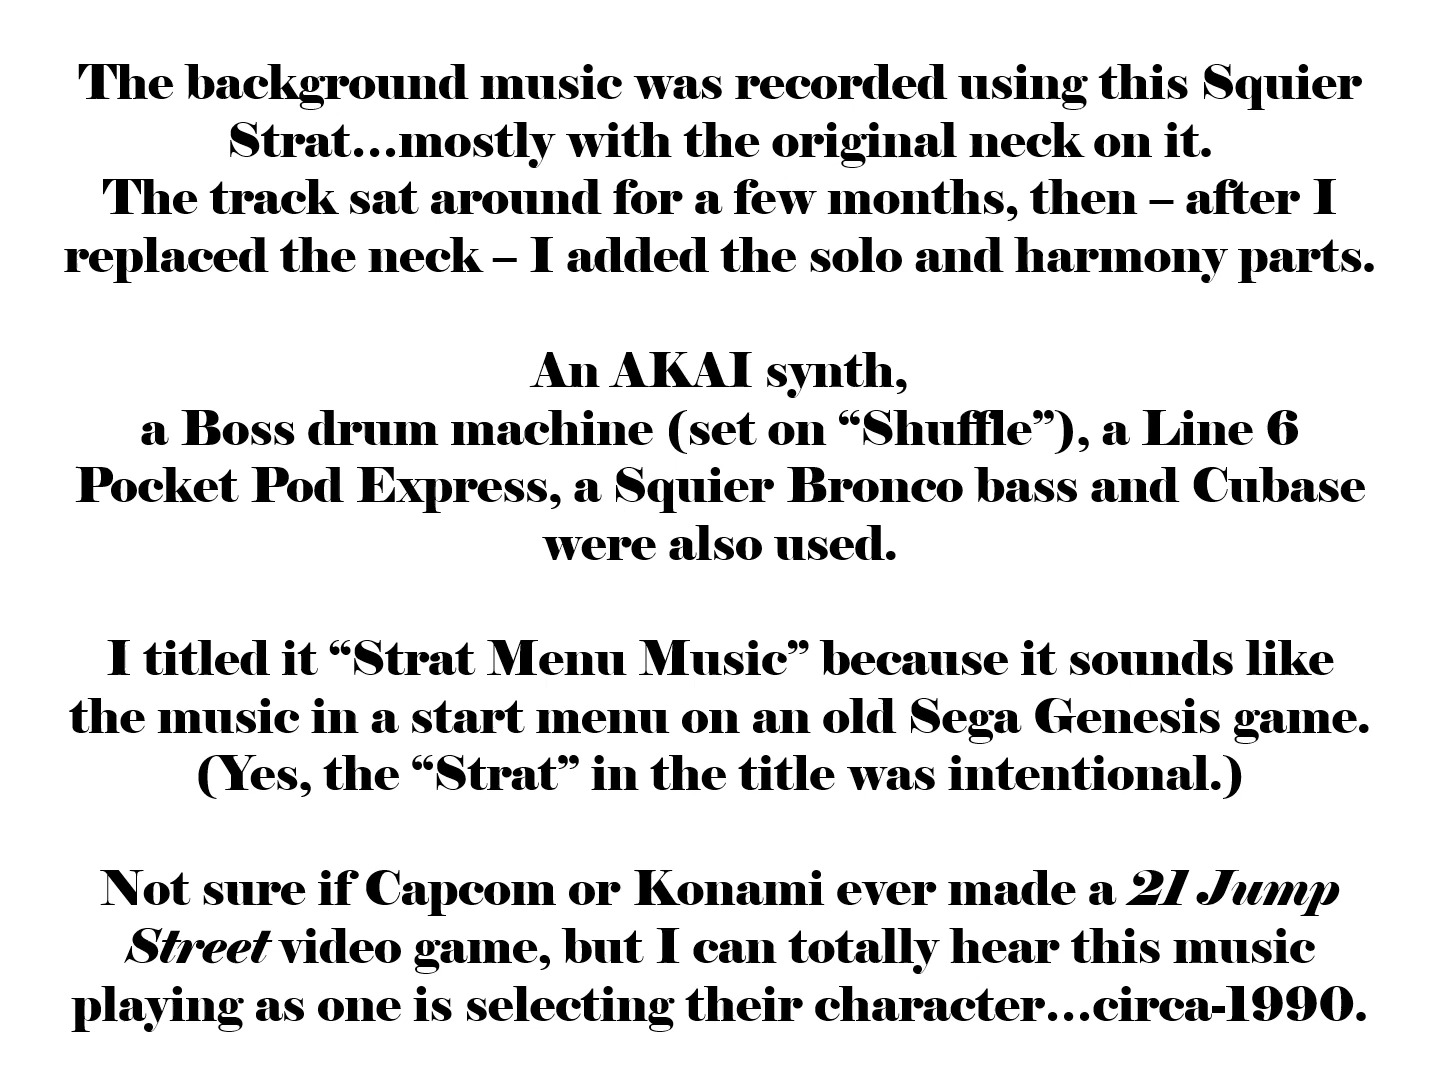 The background music was recorded using this Squier
Strat...mostly with the original neck on it.
The track sat around for a few months, then – after I
replaced the neck – I added the solo and harmony parts.
An AKAI synth,
a Boss drum machine (set on “Shuffle”), a Line 6
Pocket Pod Express, a Squier Bronco bass and Cubase
were also used.
I titled it “Strat Menu Music” because it sounds like
the music in a start menu on an old Sega Genesis game.
(Yes, the “Strat” in the title was intentional.)
Not sure if Capcom or Konami ever made a 21 Jump
Street video game, but I can totally hear this music
playing as one is selecting their character...circa-1990.